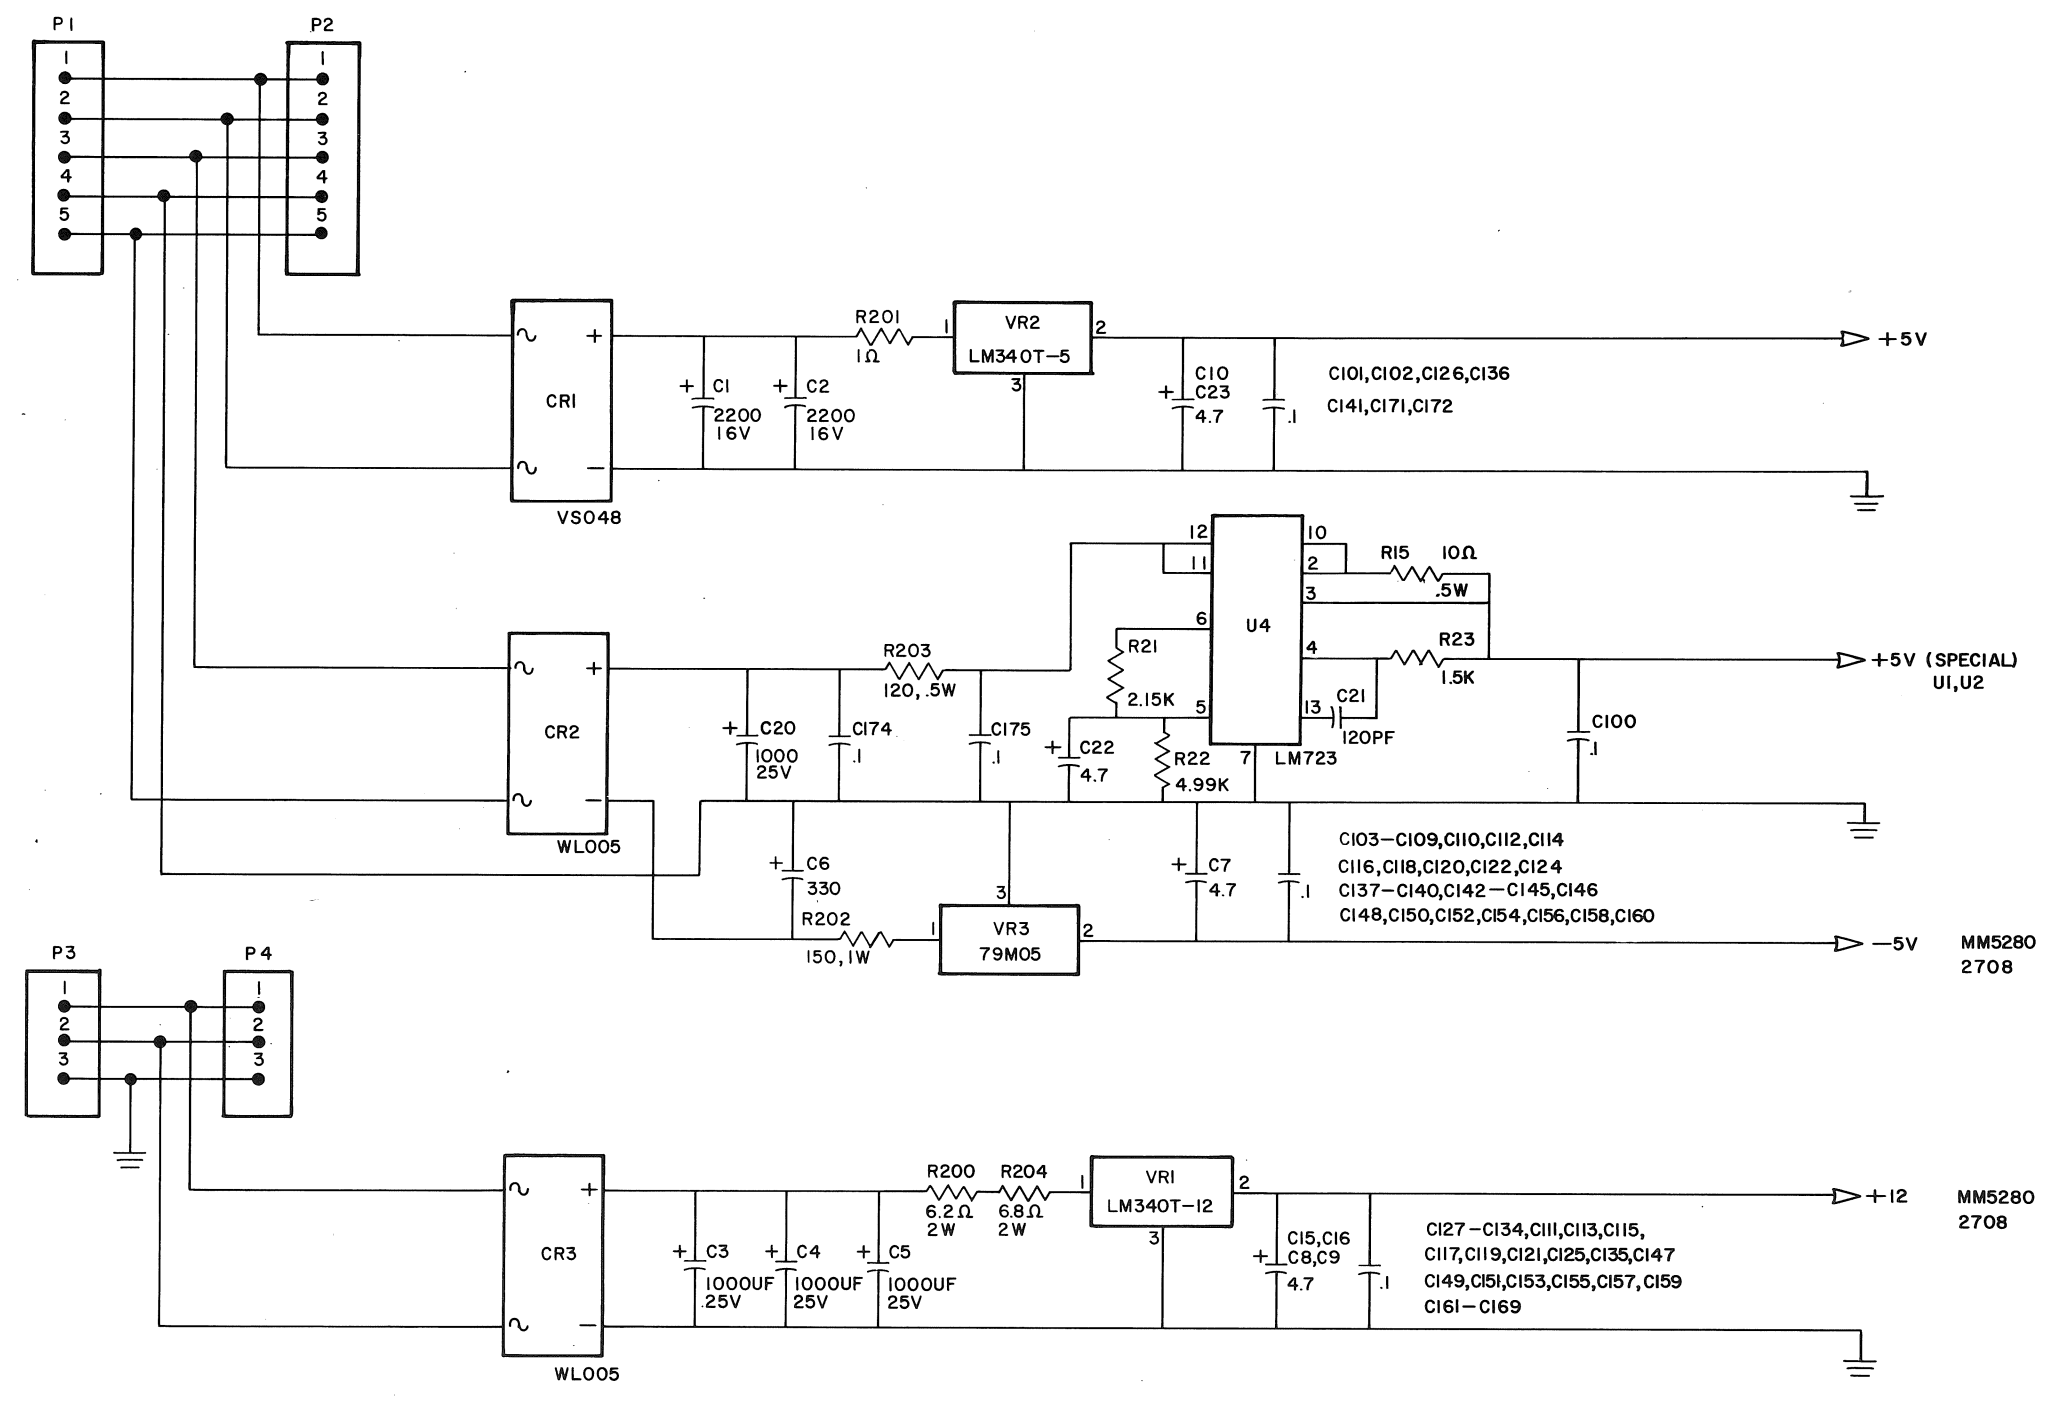 P1
P2
1
1
2
2
3
3
4
4
5
5
CR1
VS048
+
−
+ C1
2200
16V
+ C2
2200
16V
R201
1Ω
1
VR2
LM340T−5
2
3
C10
+ C23
4.7
.1
C101,C102,C126,C136
C141,C171,C172
+5V
CR2
WL005
+
−
+ C20
1000
25V
C174
.1
R203
120,.5W
C175
.1
12
11
6
5
7
U4
LM723
10
2
3
4
13
R21
2.15K
+ C22
4.7
R22
4.99K
R15 10Ω
.5W
R23
1.5K
C21
120PF
C100
.1
+5V (SPECIAL)
U1,U2
+ C6
330
R202
150,1W
1
VR3
79M05
2
3
+ C7
4.7
.1
C103−C109,C110,C112,C114
C116,C118,C120,C122,C124
C137−C140,C142−C145,C146
C148,C150,C152,C154,C156,C158,C160
−5V
MM5280
2708
P3
P4
1
1
2
2
3
3
CR3
WL005
+
−
+ C3
1000UF
25V
+ C4
1000UF
25V
+ C5
1000UF
25V
R200
6.2Ω
2W
R204
6.8Ω
2W
1
VR1
LM340T−12
2
3
C15,C16
+ C8,C9
4.7
.1
C127−C134,C111,C113,C115,
C117,C119,C121,C125,C135,C147
C149,C151,C153,C155,C157,C159
C161−C169
+12
MM5280
2708